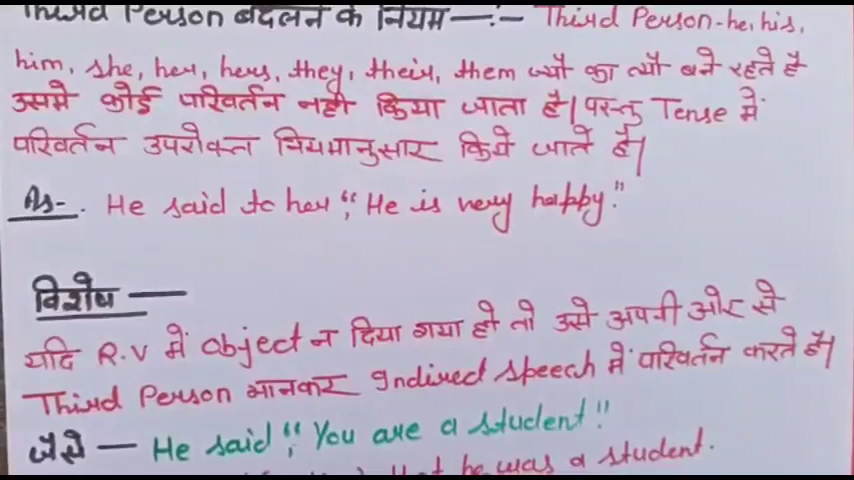 Third Person बदलने के नियम —:— Third Person - he, his,
him, she, her, hers, they, their, them ज्यों का त्यों बने रहते है
उसमे कोई परिवर्तन नही किया जाता है। परन्तु Tense में
परिवर्तन उपरोक्त नियमानुसार किये जाते है।
As-. He said to her, "He is very happy."
विशेष —
यदि R.V में object न दिया गया हो तो उसे अपनी ओर से
Third Person मानकर Indired speech में परिवर्तन करते है।
जैसे — He said, "You are a student."
that he was a student.